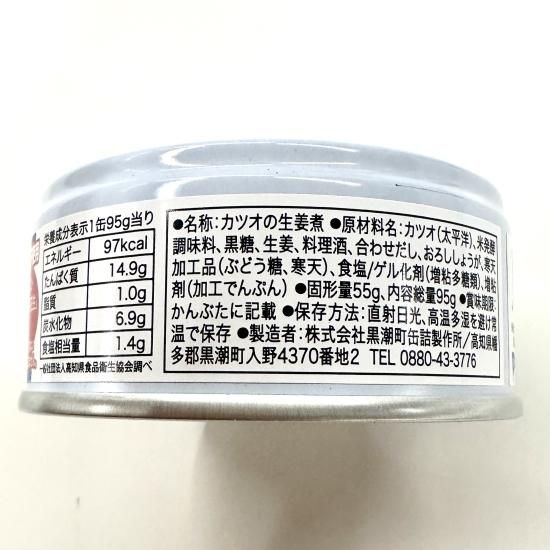 栄養成分表示1缶95g当り
エネルギー 97kcal
たんぱく質 14.9g
脂質 1.0g
炭水化物 6.9g
食塩相当量 1.4g
一般社団法人高知県食品衛生協会調べ
●名称:カツオの生姜煮 ●原材料名:カツオ(太平洋)、米発酵
調味料、黒糖、生姜、料理酒、合わせだし、おろししょうが、寒天
加工品(ぶどう糖、寒天)、食塩/ゲル化剤(増粘多糖類)、増粘
剤(加工でんぷん) ●固形量55g、内容総量95g ●賞味期限:
かんぶたに記載 ●保存方法:直射日光、高温多湿を避け常
温で保存 ●製造者:株式会社黒潮町缶詰製作所/高知県幡
多郡黒潮町入野4370番地2 TEL 0880-43-3776